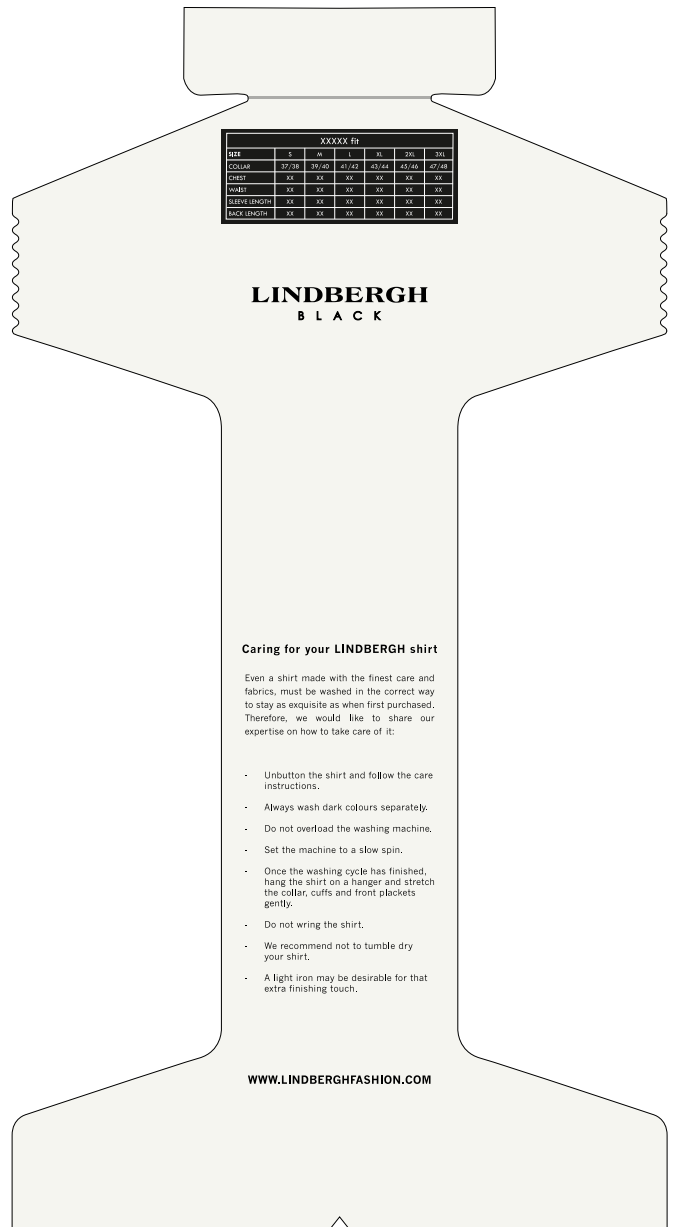 XXXXX fit
SIZE S M L XL 2XL 3XL
COLLAR 37/38 39/40 41/42 43/44 45/46 47/48
CHEST XX XX XX XX XX XX
WAIST XX XX XX XX XX XX
SLEEVE LENGTH XX XX XX XX XX XX
BACK LENGTH XX XX XX XX XX XX
LINDBERGH
BLACK
Caring for your LINDBERGH shirt
Even a shirt made with the finest care and
fabrics, must be washed in the correct way
to stay as exquisite as when first purchased.
Therefore, we would like to share our
expertise on how to take care of it:
- Unbutton the shirt and follow the care
instructions.
- Always wash dark colours separately.
- Do not overload the washing machine.
- Set the machine to a slow spin.
- Once the washing cycle has finished,
hang the shirt on a hanger and stretch
the collar, cuffs and front plackets
gently.
- Do not wring the shirt.
- We recommend not to tumble dry
your shirt.
- A light iron may be desirable for that
extra finishing touch.
WWW.LINDBERGHFASHION.COM